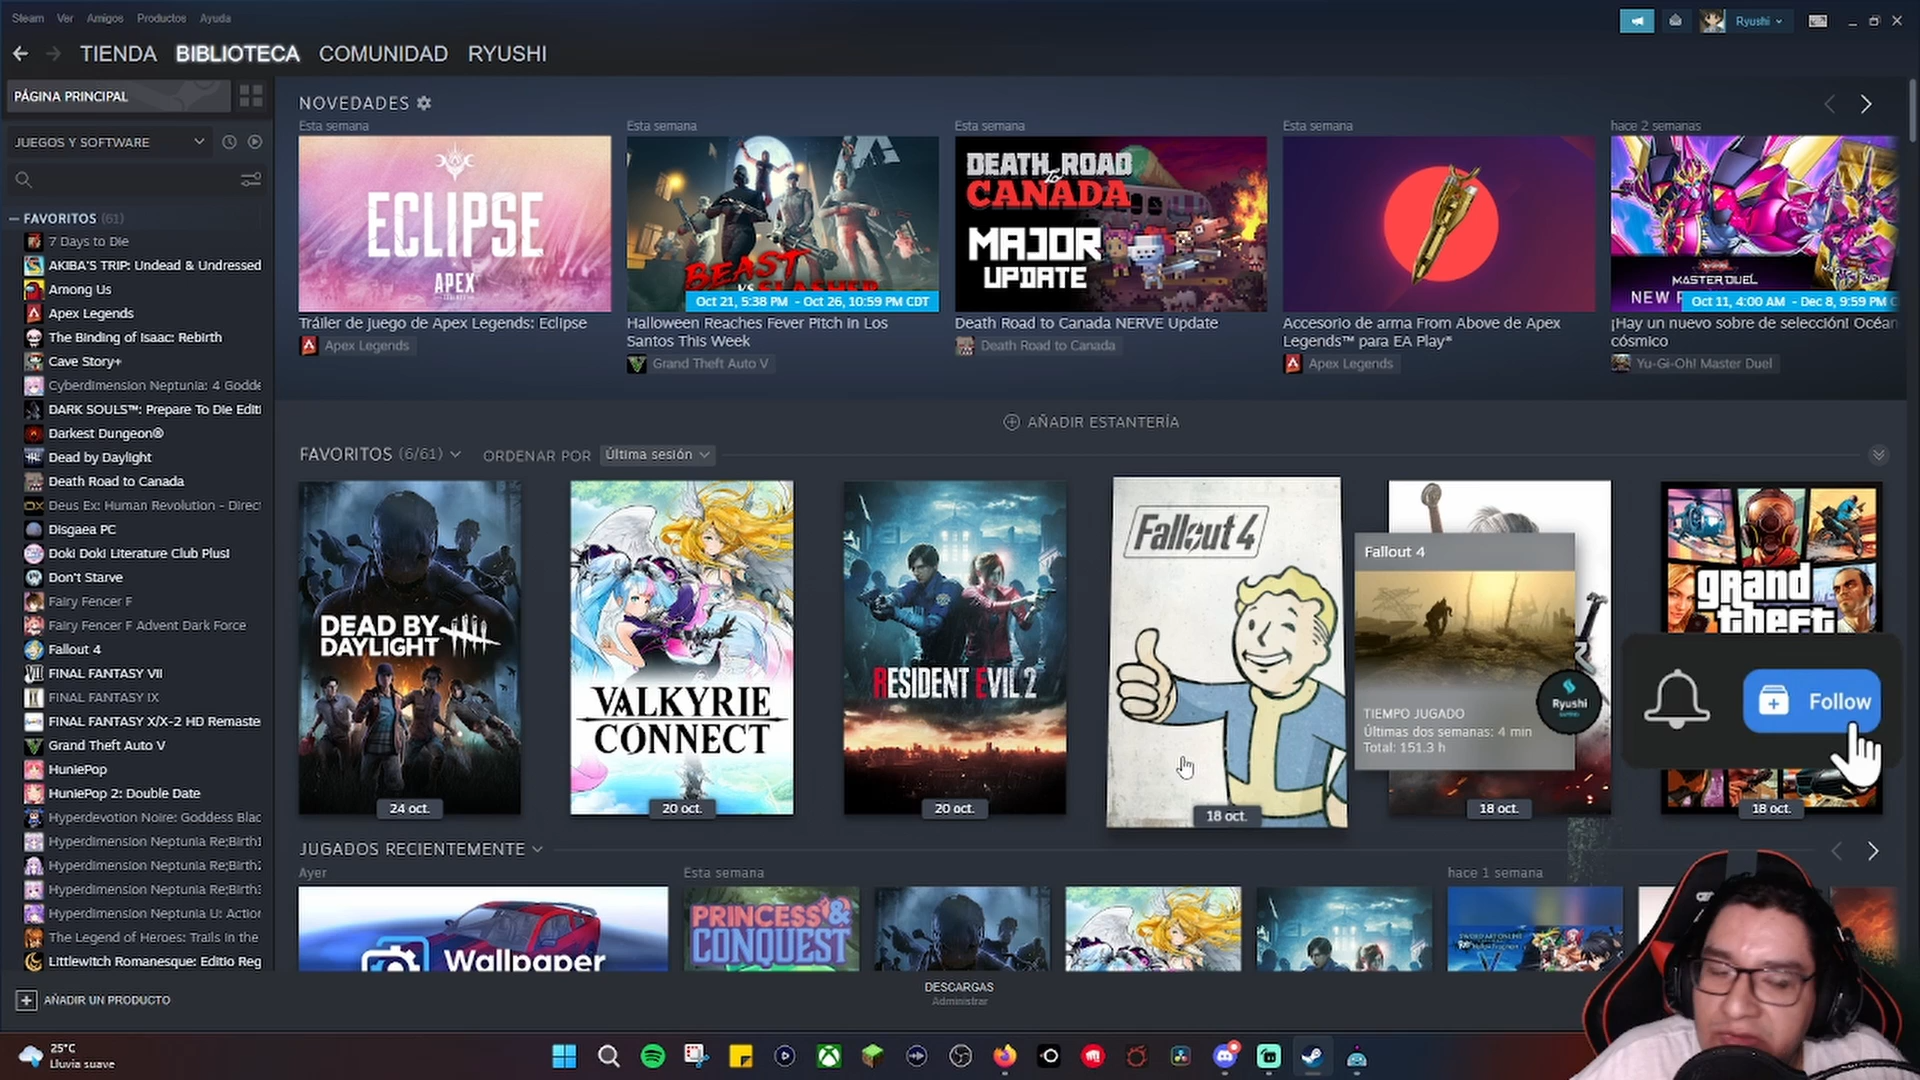 Steam Ver Amigos Productos Ayuda
Ryushi
TIENDA BIBLIOTECA COMUNIDAD RYUSHI
PÁGINA PRINCIPAL
JUEGOS Y SOFTWARE
FAVORITOS (61)
7 Days to Die
AKIBA'S TRIP: Undead & Undressed
Among Us
Apex Legends
The Binding of Isaac: Rebirth
Cave Story+
Cyberdimension Neptunia: 4 Godde
DARK SOULS™: Prepare To Die Editi
Darkest Dungeon®
Dead by Daylight
Death Road to Canada
Deus Ex: Human Revolution - Direc
Disgaea PC
Doki Doki Literature Club Plus!
Don't Starve
Fairy Fencer F
Fairy Fencer F Advent Dark Force
Fallout 4
FINAL FANTASY VII
FINAL FANTASY IX
FINAL FANTASY X/X-2 HD Remaste
Grand Theft Auto V
HuniePop
HuniePop 2: Double Date
Hyperdevotion Noire: Goddess Blac
Hyperdimension Neptunia Re;Birth1
Hyperdimension Neptunia Re;Birth2
Hyperdimension Neptunia Re;Birth3
Hyperdimension Neptunia U: Action
The Legend of Heroes: Trails in the
Littlewitch Romanesque: Editio Reg
AÑADIR UN PRODUCTO
NOVEDADES
Esta semana
ECLIPSE
APEX
Tráiler de juego de Apex Legends: Eclipse
Apex Legends
Esta semana
BEAST
VS SLASHER
Oct 21, 5:38 PM - Oct 26, 10:59 PM CDT
Halloween Reaches Fever Pitch in Los
Santos This Week
Grand Theft Auto V
Esta semana
DEATH ROAD
TO
CANADA
MAJOR
UPDATE
Death Road to Canada NERVE Update
Death Road to Canada
Esta semana
Accesorio de arma From Above de Apex
Legends™ para EA Play*
Apex Legends
hace 2 semanas
MASTER DUEL
NEW
Oct 11, 4:00 AM - Dec 8, 9:59 PM C
¡Hay un nuevo sobre de selección! Océan
cósmico
Yu-Gi-Oh! Master Duel
AÑADIR ESTANTERÍA
FAVORITOS (6/61) ORDENAR POR Última sesión
DEAD BY
DAYLIGHT
24 oct.
VALKYRIE
CONNECT
20 oct.
RESIDENT EVIL 2
20 oct.
Fallout 4
18 oct.
Fallout 4
TIEMPO JUGADO
Últimas dos semanas: 4 min
Total: 151.3 h
18 oct.
grand
theft
18 oct.
Ryushi
Follow
JUGADOS RECIENTEMENTE
Ayer
Wallpaper
Esta semana
PRINCESS &
CONQUEST
hace 1 semana
SWORD ART ONLINE
DESCARGAS
Administrar
25°C
Lluvia suave